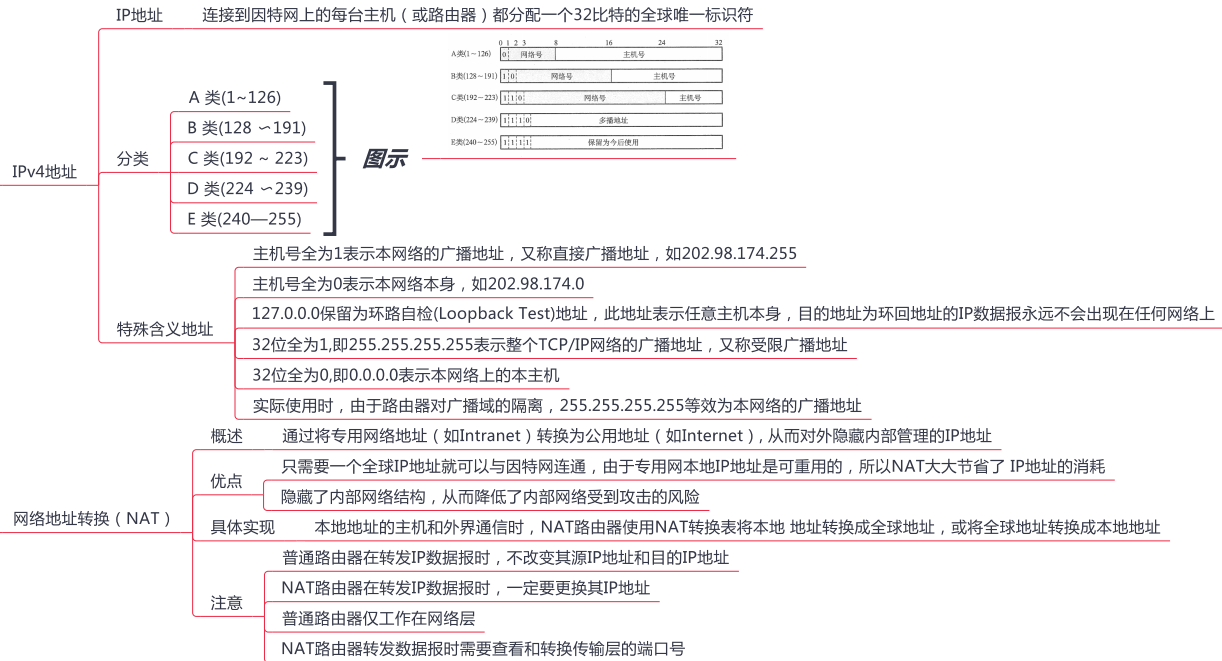 IP地址
连接到因特网上的每台主机（或路由器）都分配一个32比特的全球唯一标识符
0 1 2 3 8 16 24 32
A类(1~126) 0 网络号 主机号
B类(128~191) 1 0 网络号 主机号
C类(192~223) 1 1 0 网络号 主机号
D类(224~239) 1 1 1 0 多播地址
E类(240~255) 1 1 1 1 保留为今后使用
A 类(1~126)
B 类(128 ∽191)
分类
C 类(192 ~ 223)
图示
IPv4地址
D 类(224 ∽239)
E 类(240—255)
主机号全为1表示本网络的广播地址，又称直接广播地址，如202.98.174.255
主机号全为0表示本网络本身，如202.98.174.0
127.0.0.0保留为环路自检(Loopback Test)地址，此地址表示任意主机本身，目的地址为环回地址的IP数据报永远不会出现在任何网络上
特殊含义地址
32位全为1,即255.255.255.255表示整个TCP/IP网络的广播地址，又称受限广播地址
32位全为0,即0.0.0.0表示本网络上的本主机
实际使用时，由于路由器对广播域的隔离，255.255.255.255等效为本网络的广播地址
概述
通过将专用网络地址（如Intranet）转换为公用地址（如Internet）, 从而对外隐藏内部管理的IP地址
只需要一个全球IP地址就可以与因特网连通，由于专用网本地IP地址是可重用的，所以NAT大大节省了 IP地址的消耗
优点
隐藏了内部网络结构，从而降低了内部网络受到攻击的风险
网络地址转换（NAT）
具体实现
本地地址的主机和外界通信时，NAT路由器使用NAT转换表将本地 地址转换成全球地址，或将全球地址转换成本地地址
普通路由器在转发IP数据报时，不改变其源IP地址和目的IP地址
NAT路由器在转发IP数据报时，一定要更换其IP地址
注意
普通路由器仅工作在网络层
NAT路由器转发数据报时需要查看和转换传输层的端口号